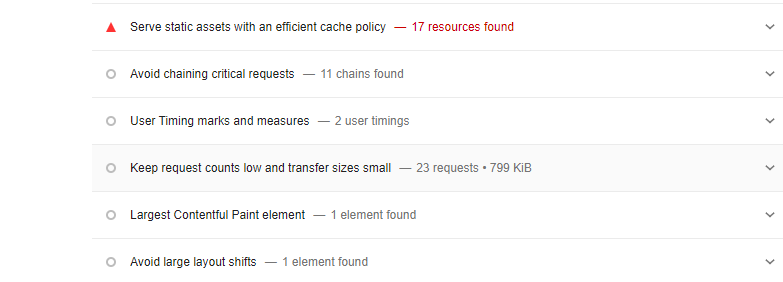 Serve static assets with an efficient cache policy — 17 resources found
Avoid chaining critical requests — 11 chains found
User Timing marks and measures — 2 user timings
Keep request counts low and transfer sizes small — 23 requests • 799 KiB
Largest Contentful Paint element — 1 element found
Avoid large layout shifts — 1 element found